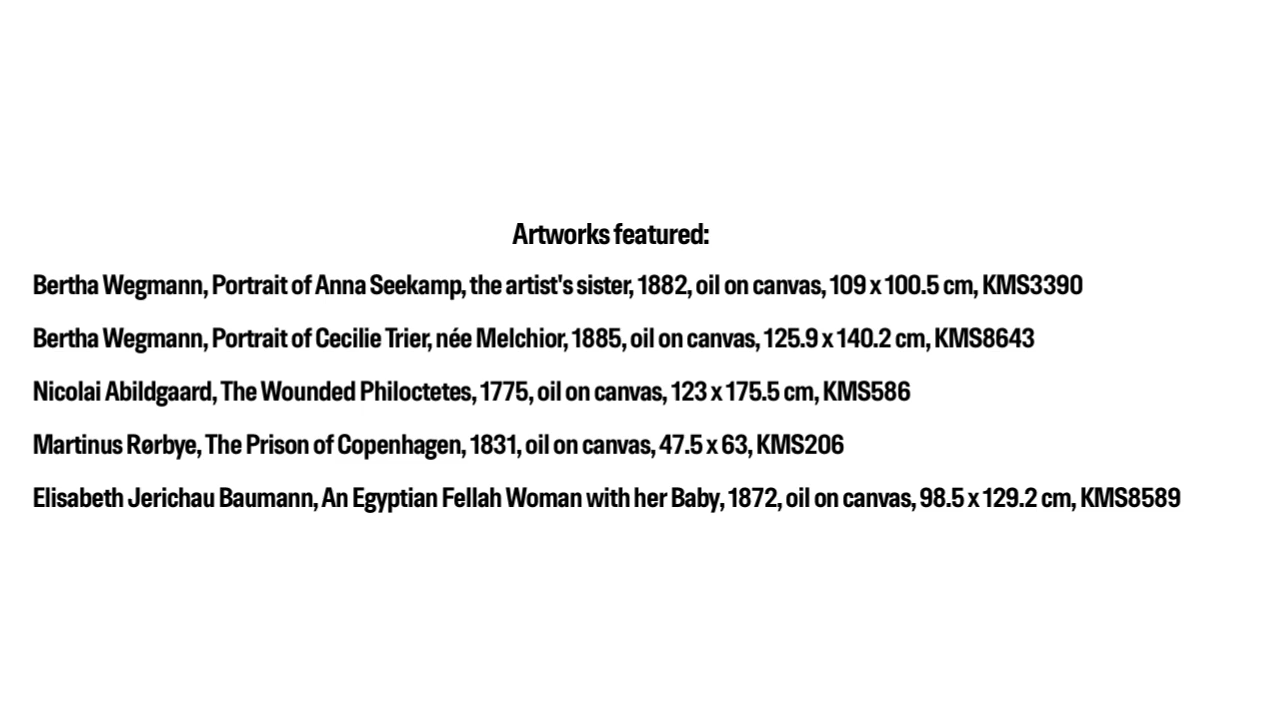 Artworks featured:
Bertha Wegmann, Portrait of Anna Seekamp, the artist's sister, 1882, oil on canvas, 109 x 100.5 cm, KMS3390
Bertha Wegmann, Portrait of Cecilie Trier, née Melchior, 1885, oil on canvas, 125.9 x 140.2 cm, KMS8643
Nicolai Abildgaard, The Wounded Philoctetes, 1775, oil on canvas, 123 x 175.5 cm, KMS586
Martinus Rørbye, The Prison of Copenhagen, 1831, oil on canvas, 47.5 x 63, KMS206
Elisabeth Jerichau Baumann, An Egyptian Fellah Woman with her Baby, 1872, oil on canvas, 98.5 x 129.2 cm, KMS8589